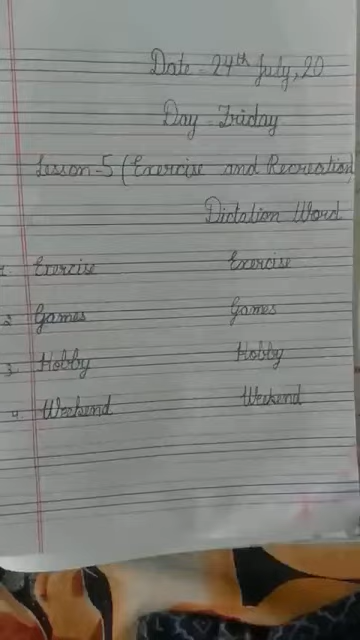 Date - 24th July, 20
Day - Friday
Lesson - 5 (Exercise and Recreation)
Dictation Word
1. Exercise Exercise
2. Games Games
3. Hobby Hobby
4. Weekend Weekend